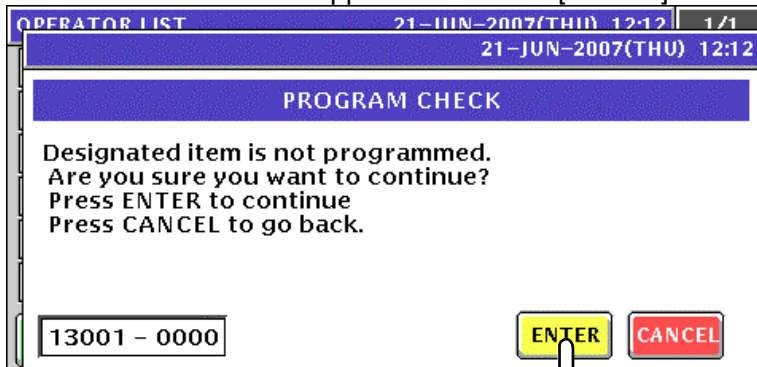 OPERATOR LIST 21-JUN-2007(THU) 12:12 1/1
21-JUN-2007(THU) 12:12
PROGRAM CHECK
Designated item is not programmed.
Are you sure you want to continue?
Press ENTER to continue
Press CANCEL to go back.
13001 - 0000 ENTER CANCEL